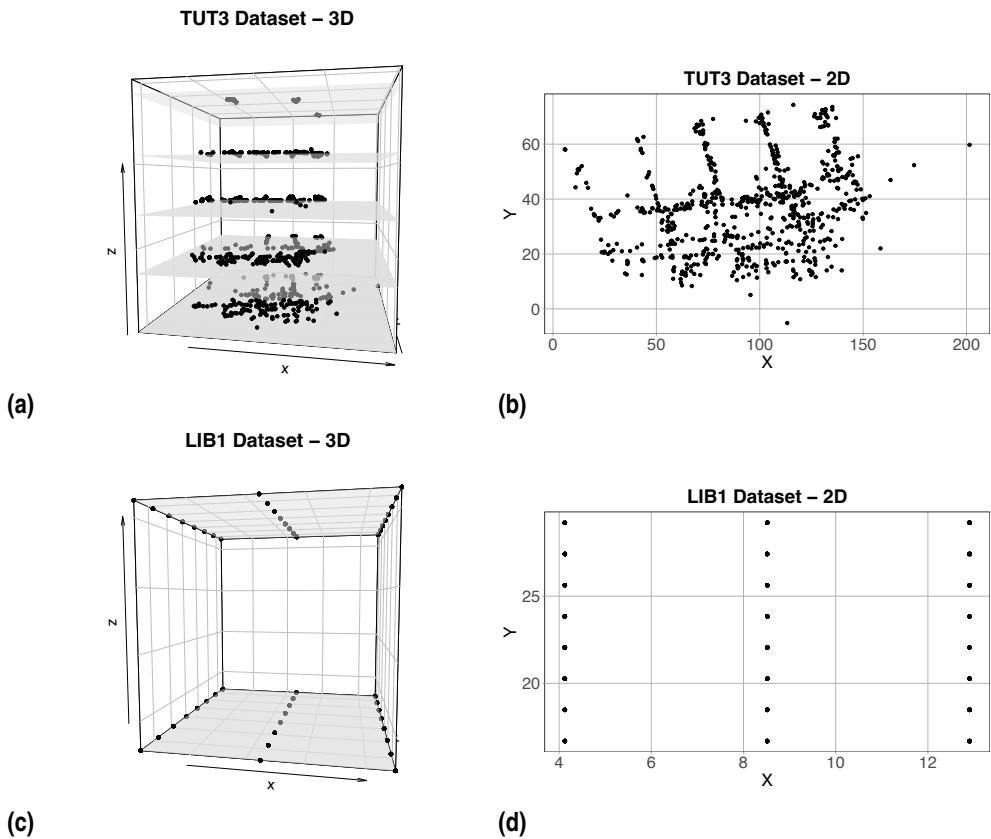 TUT3 Dataset – 3D
z
x
(a)
TUT3 Dataset – 2D
Y
60
40
20
0
0 50 100 150 200
X
(b)
LIB1 Dataset – 3D
z
x
(c)
LIB1 Dataset – 2D
Y
25
20
4 6 8 10 12
X
(d)